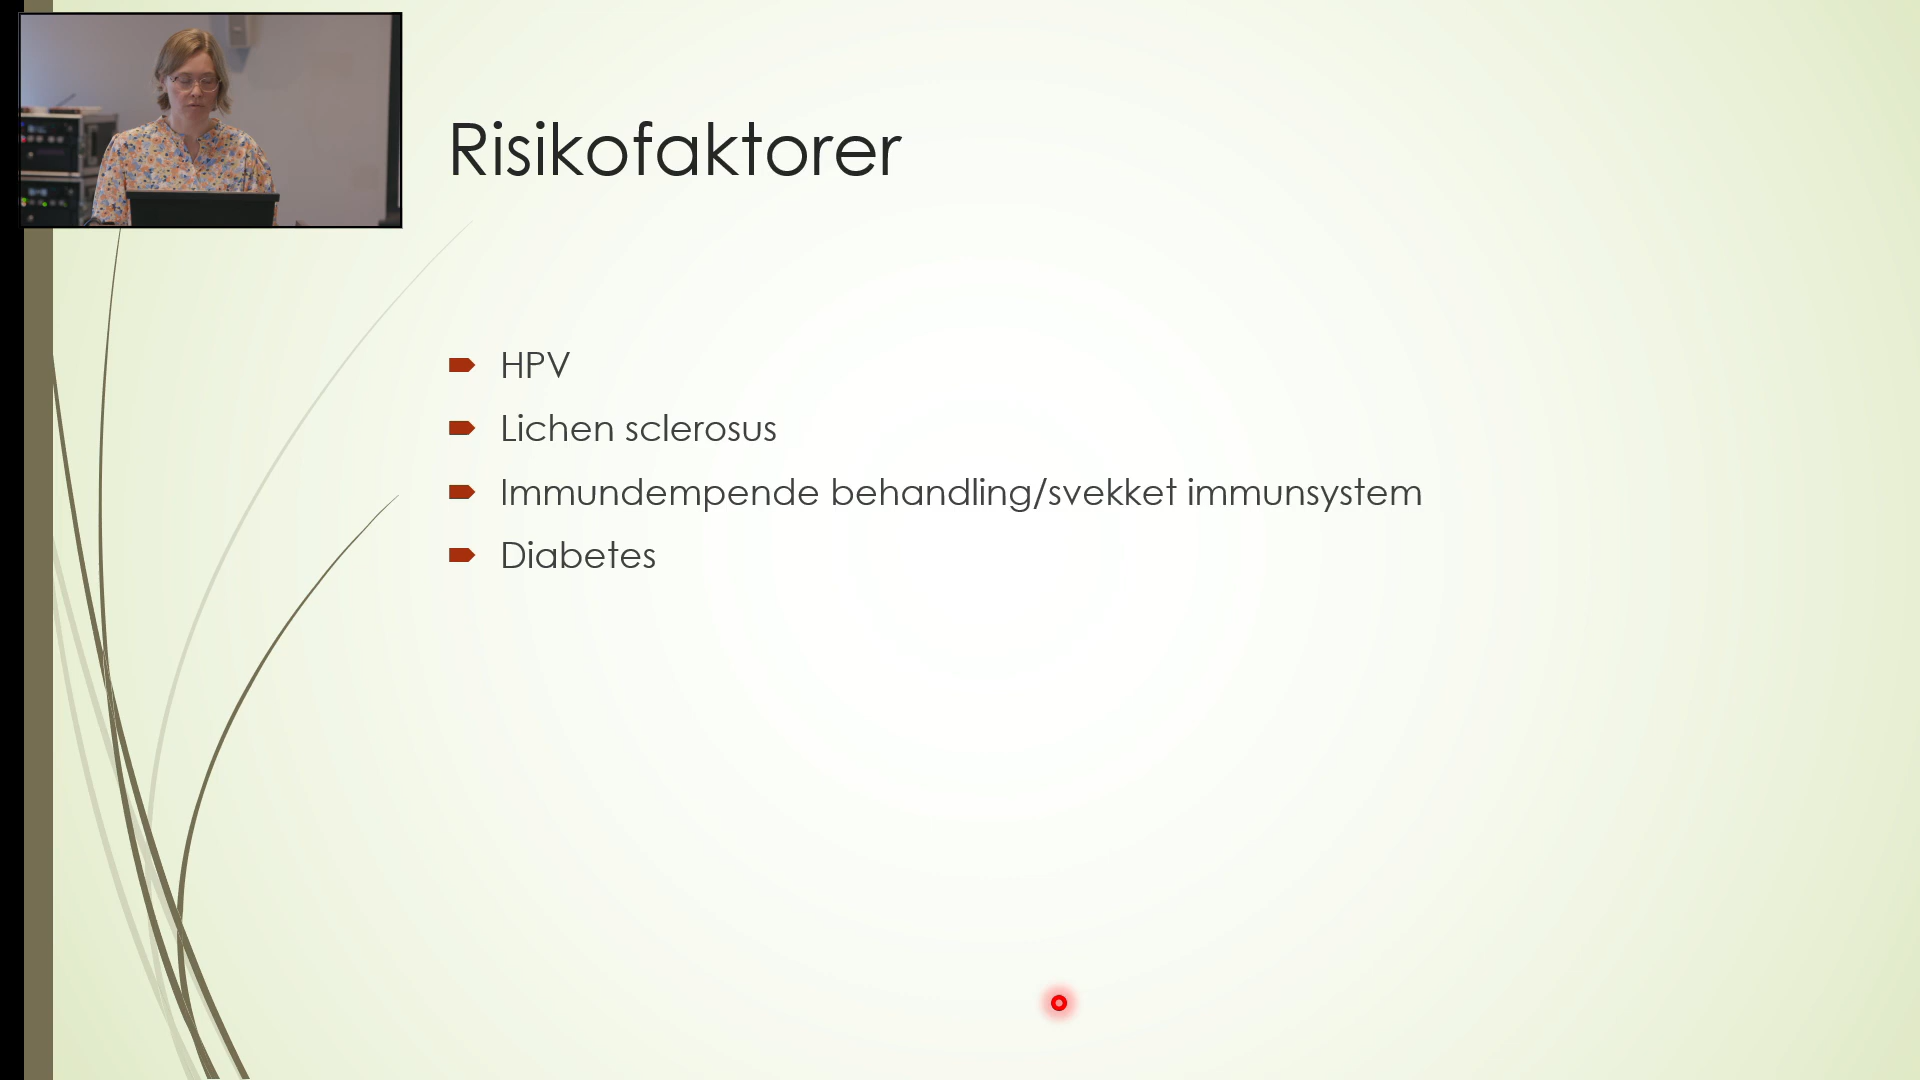 Risikofaktorer
HPV
Lichen sclerosus
Immundempende behandling/svekket immunsystem
Diabetes